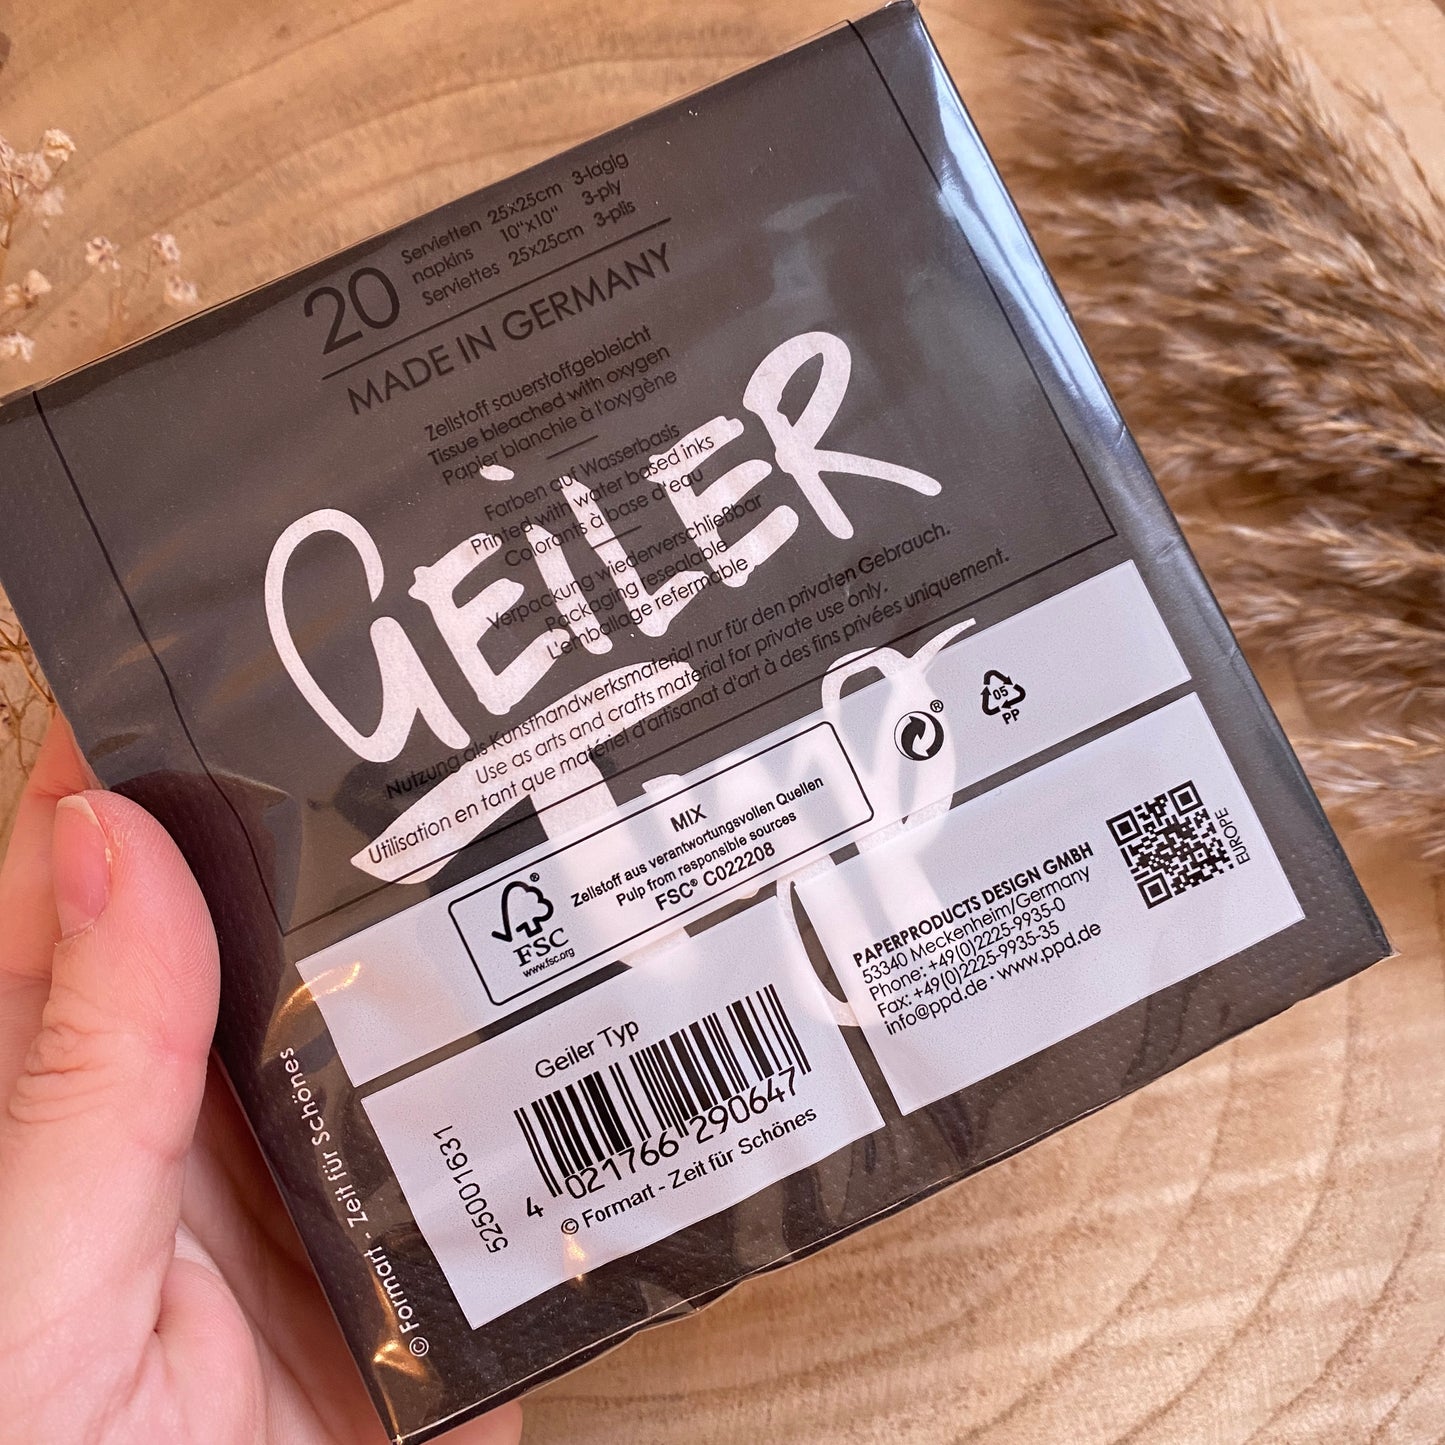 20
Servietten 25x25cm 3-lagig
napkins 10"x10" 3-ply
Serviettes 25x25cm 3-plis
MADE IN GERMANY
Zellstoff sauerstoffgebleicht
Tissue bleached with oxygen
Papier blanchie à l'oxygène
Farben auf Wasserbasis
Printed with water based inks
Colorants à base d'eau
Verpackung wiederverschließbar
Packaging resealable
L'emballage refermable
Nutzung als Kunsthandwerksmaterial nur für den privaten Gebrauch.
Use as arts and crafts material for private use only.
Utilisation en tant que matériel d'artisanat d'art à des fins privées uniquement.
GEiLER
Typ
FSC®
www.fsc.org
MIX
Zellstoff aus verantwortungsvollen Quellen
Pulp from responsible sources
FSC® C022208
®
05
PP
PAPERPRODUCTS DESIGN GMBH
53340 Meckenheim/Germany
Phone: +49(0)2225-9935-0
Fax: +49(0)2225-9935-35
info@ppd.de · www.ppd.de
EUROPE
Geiler Typ
525001631
4 021766 290647
© Formart - Zeit für Schönes
© Formart - Zeit für Schönes